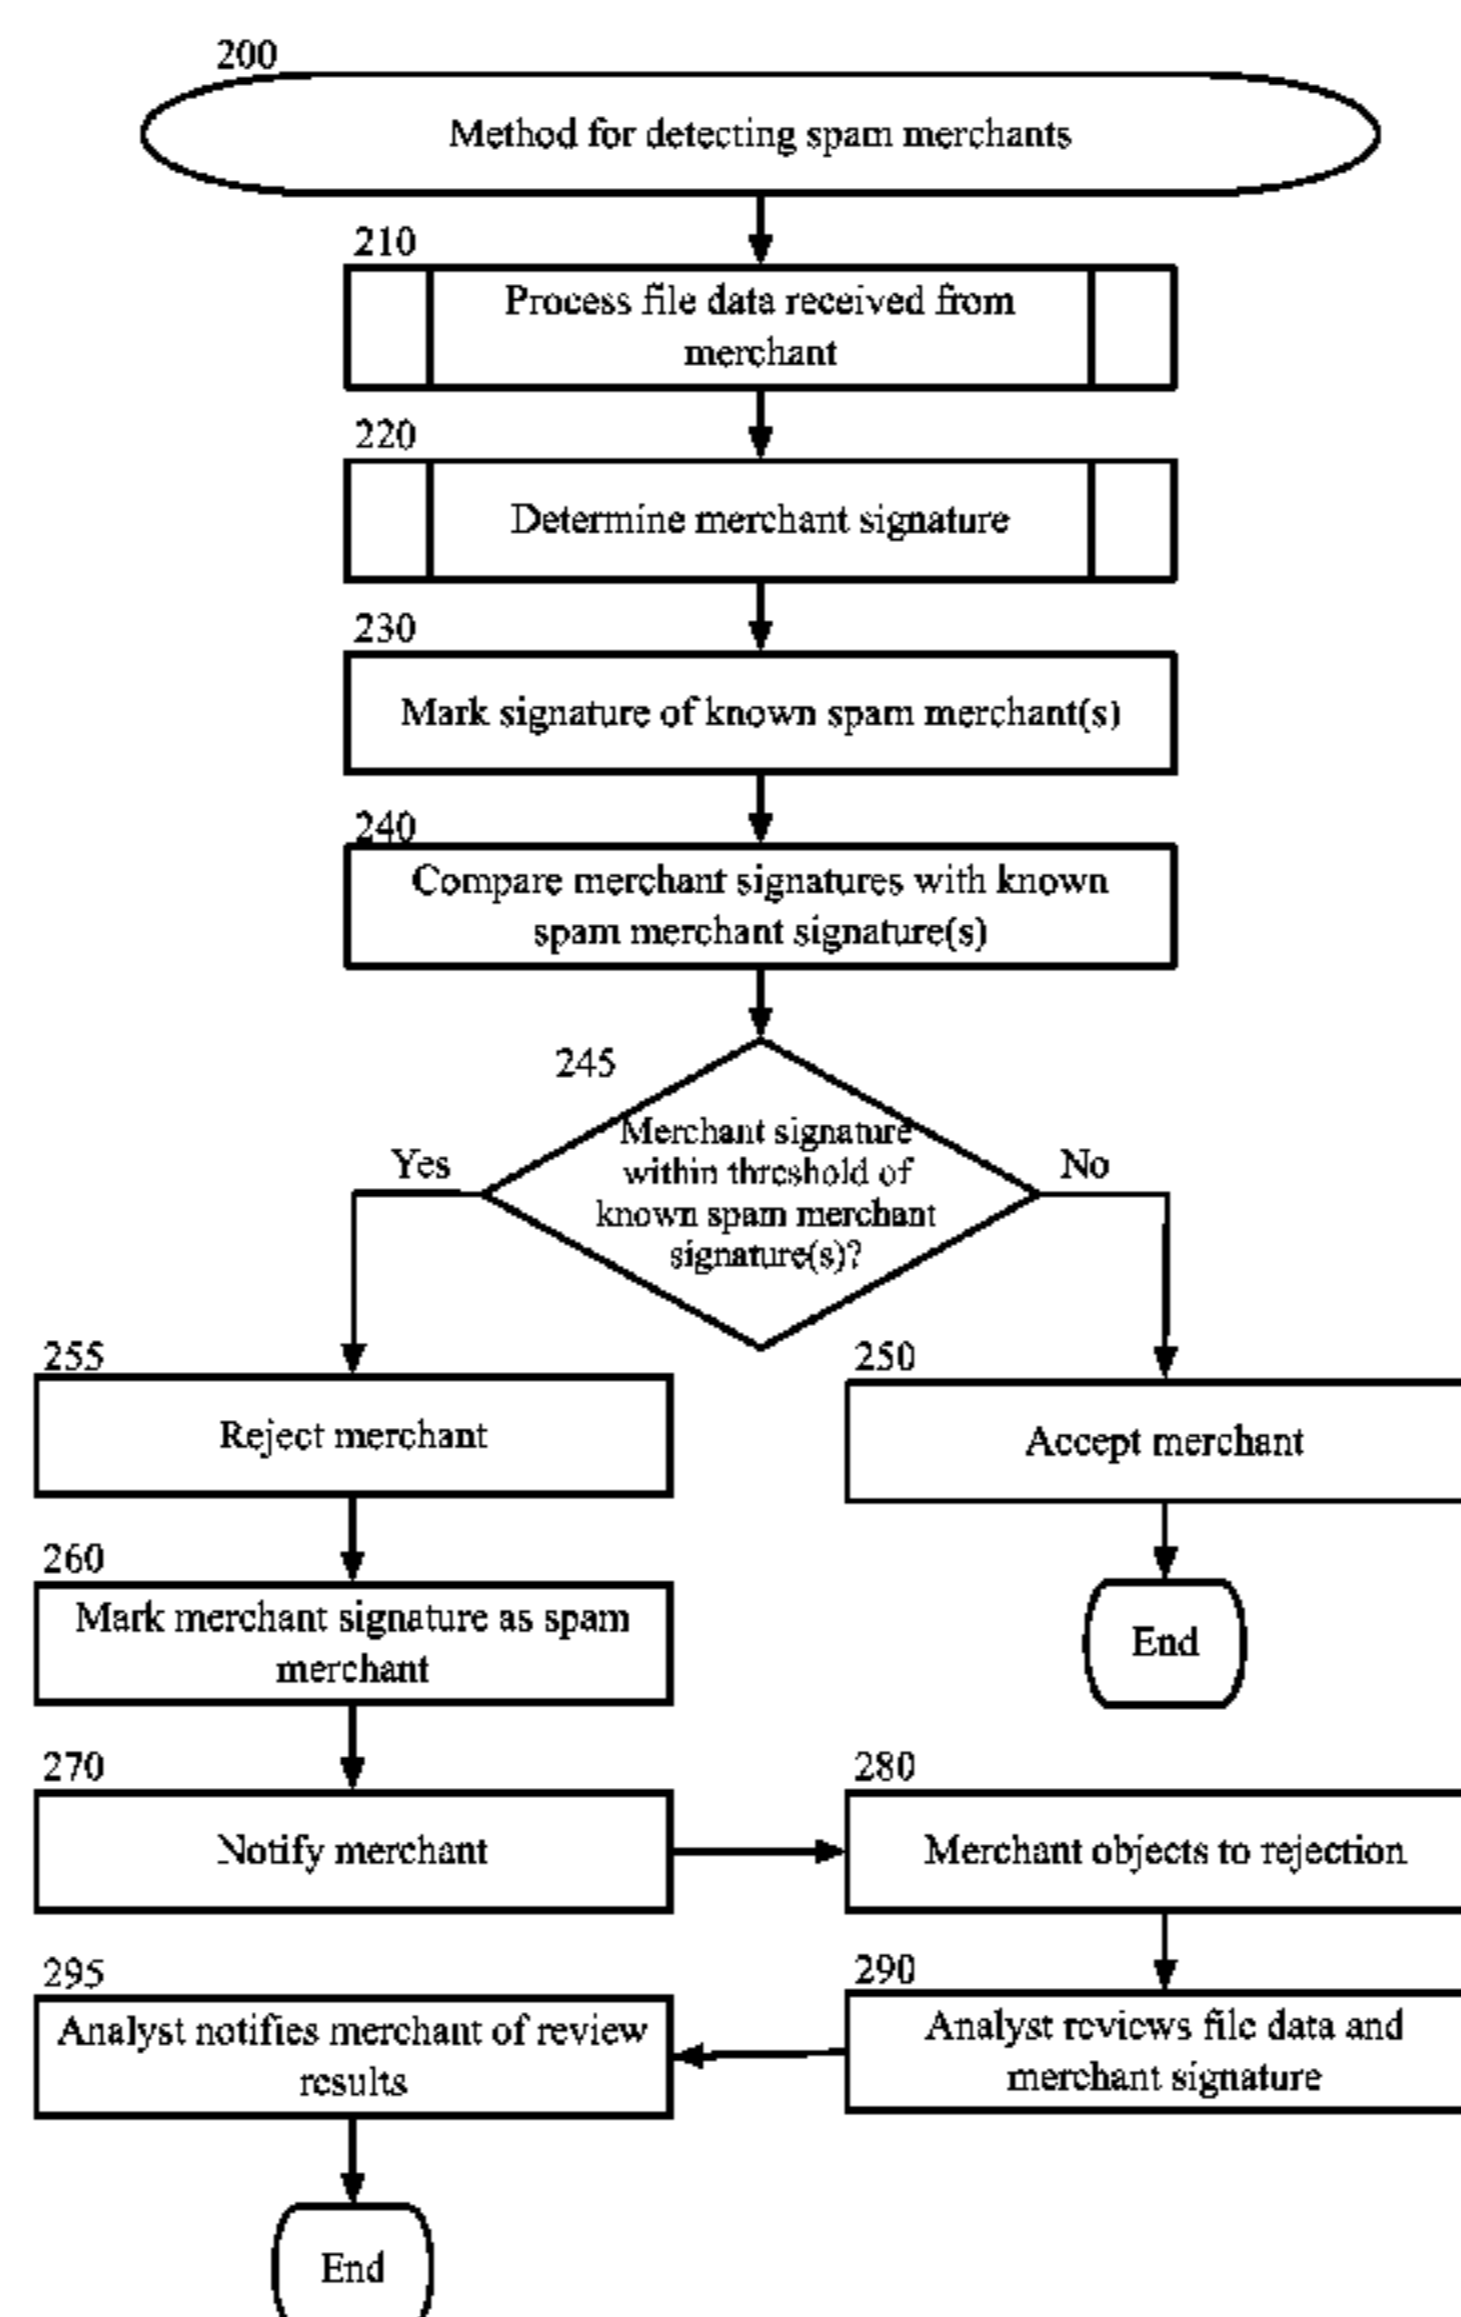 200
Method for detecting spam merchants
210
Process file data received from
merchant
220
Determine merchant signature
230
Mark signature of known spam merchant(s)
240
Compare merchant signatures with known
spam merchant signature(s)
245
Merchant signature
within threshold of
known spam merchant
signature(s)?
Yes
No
255
Reject merchant
250
Accept merchant
260
Mark merchant signature as spam
merchant
End
270
Notify merchant
280
Merchant objects to rejection
290
Analyst reviews file data and
merchant signature
295
Analyst notifies merchant of review
results
End